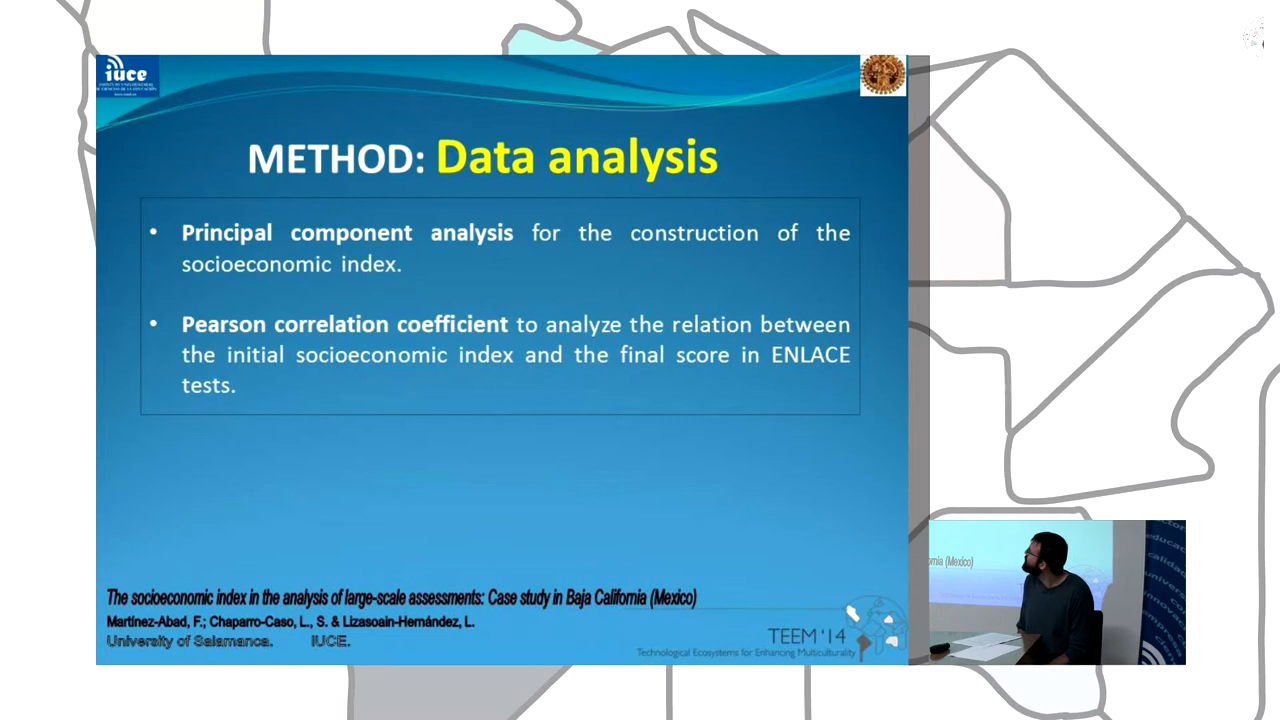 iuce
METHOD: Data analysis
• Principal component analysis for the construction of the
socioeconomic index.
• Pearson correlation coefficient to analyze the relation between
the initial socioeconomic index and the final score in ENLACE
tests.
The socioeconomic index in the analysis of large-scale assessments: Case study in Baja California (Mexico)
Martínez-Abad, F.; Chaparro-Caso, L., S. & Lizasoain-Hernández, L.
University of Salamanca. IUCE.
TEEM '14
Technological Ecosystems for Enhancing Multiculturality
ornia (Mexico)